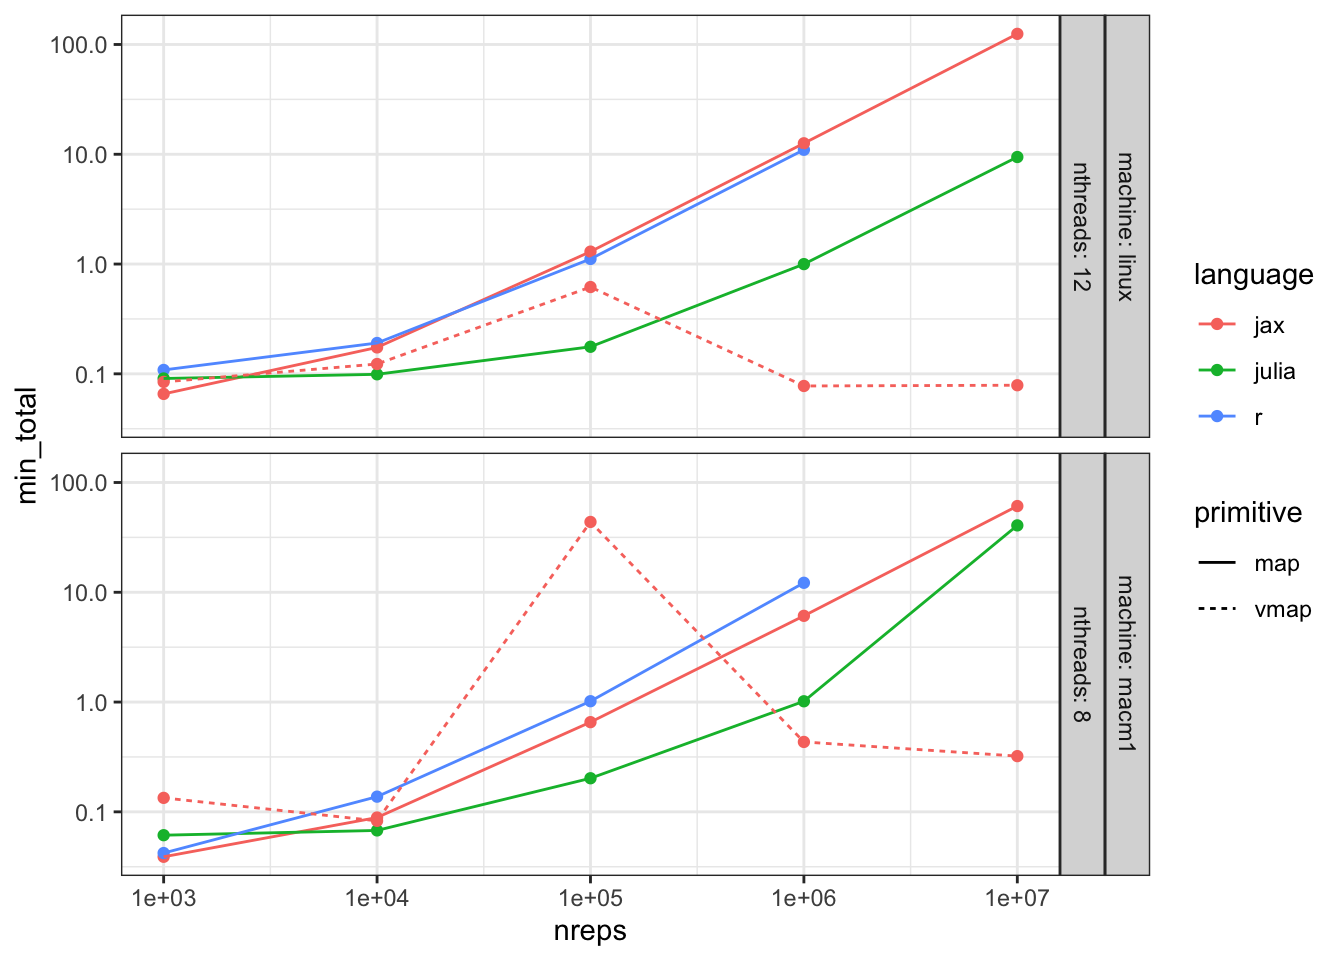 min_total
100.0
10.0
1.0
0.1
nthreads: 12
machine: linux
100.0
10.0
1.0
0.1
nthreads: 8
machine: macm1
1e+03 1e+04 1e+05 1e+06 1e+07
nreps
language
jax
julia
r
primitive
map
vmap